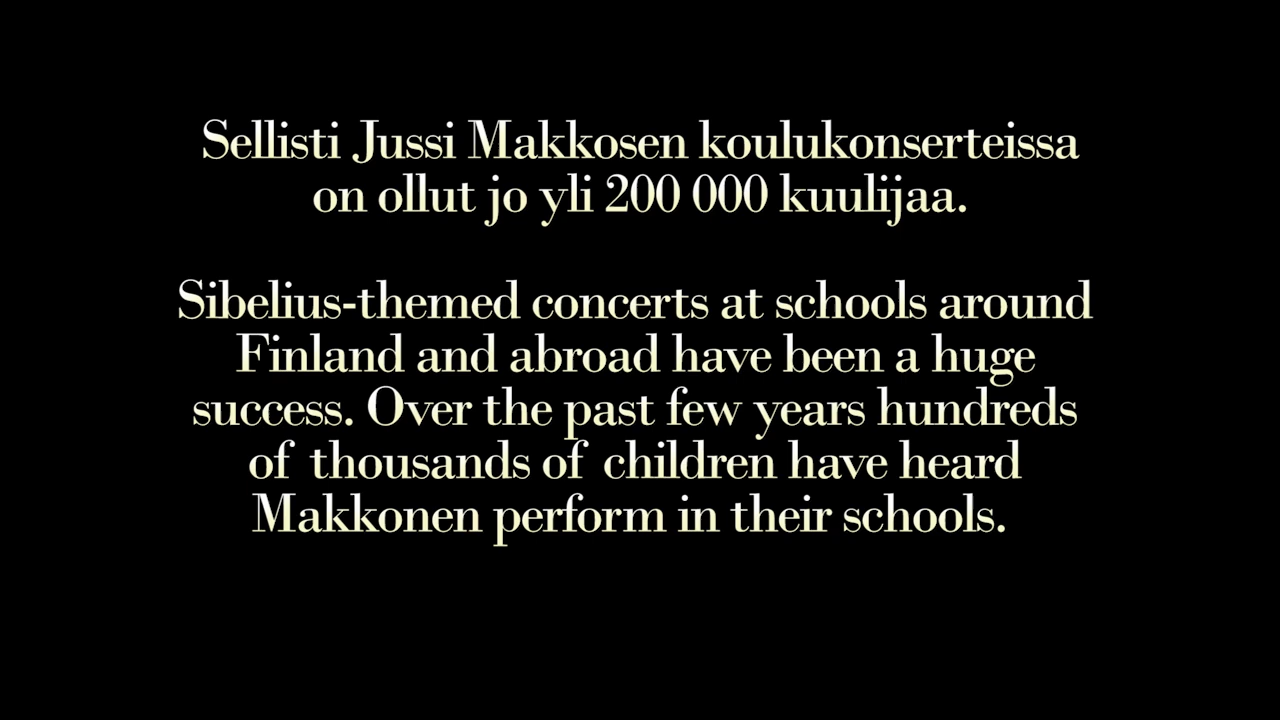 Sellisti Jussi Makkosen koulukonserteissa
on ollut jo yli 200 000 kuulijaa.
Sibelius-themed concerts at schools around
Finland and abroad have been a huge
success. Over the past few years hundreds
of thousands of children have heard
Makkonen perform in their schools.